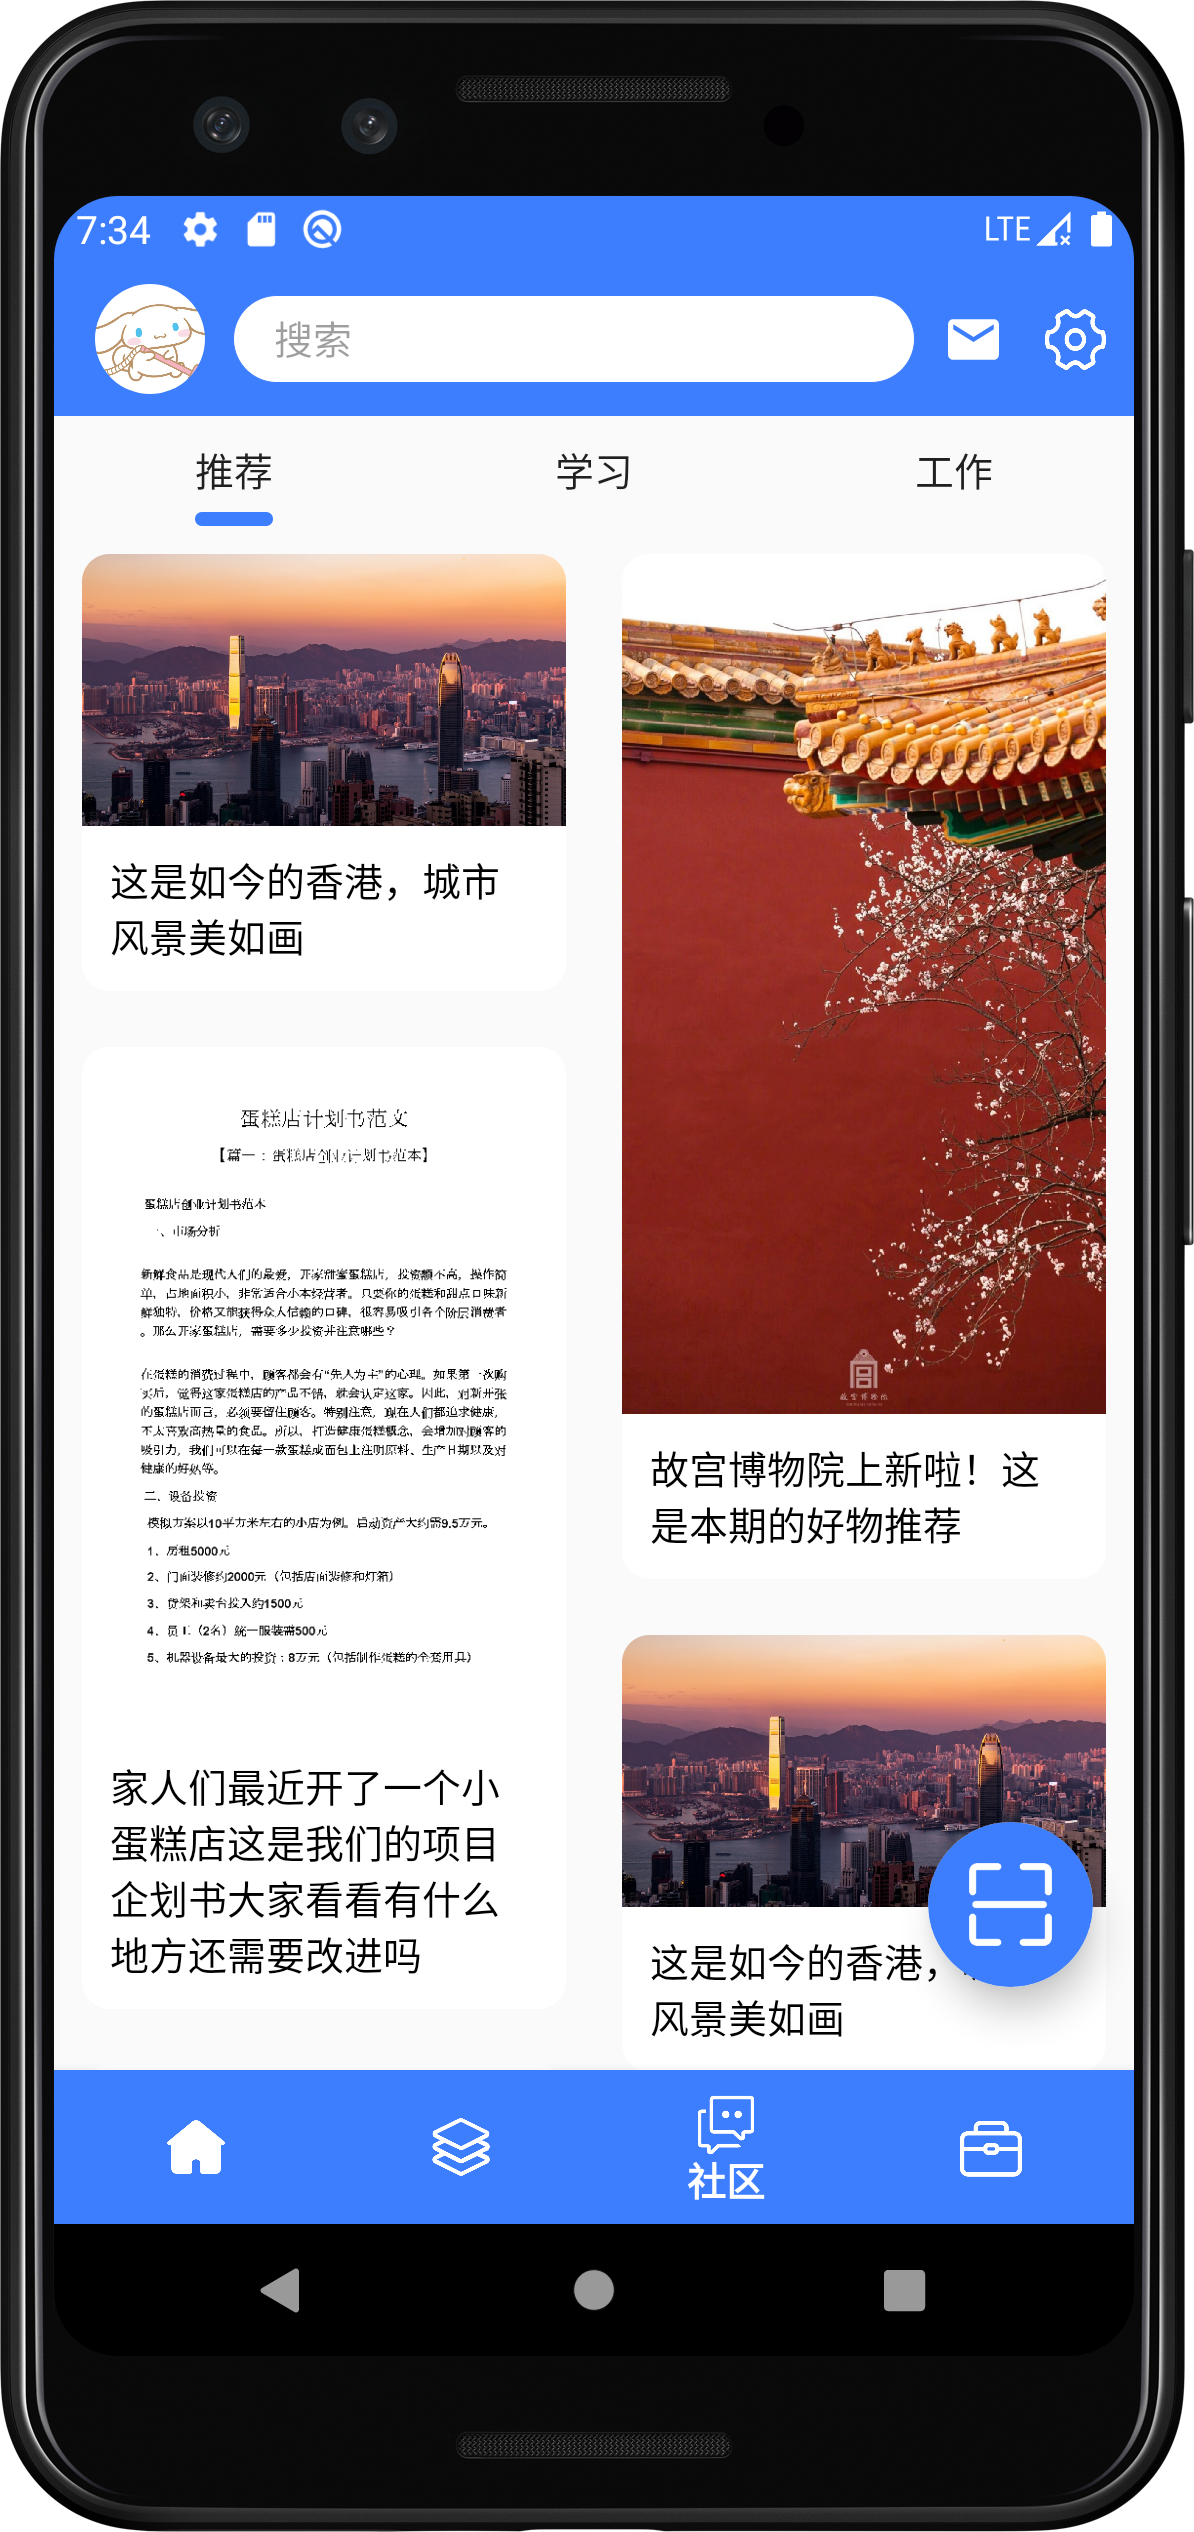 7:34
LTE
搜索
推荐
学习
工作
这是如今的香港，城市
风景美如画
蛋糕店计划书范文
【篇一：蛋糕店创业计划书范本】
蛋糕店创业计划书范本
一、市场分析
新鲜食品是现代人们的最爱，开家甜蜜蛋糕店，投资额不高，操作简
单，占地面积小，非常适合小本经营者。只要你的蛋糕和甜点口味新
鲜独特，价格又能获得众人信赖的口碑，很容易吸引各个阶层消费者
。那么开家蛋糕店，需要多少投资并注意哪些？
在蛋糕的消费过程中，顾客都会有“先入为主”的心理。如果第一次购
买后，觉得这家蛋糕店的产品不错，就会认定这家。因此，对新开张
的蛋糕店而言，必须要留住顾客。特别注意，现在人们都追求健康，
不太喜欢高热量的食品。所以，打造健康蛋糕概念，会增加对顾客的
吸引力，我们可以在每一款蛋糕或面包上注明原料、生产日期以及对
健康的好处等。
二、设备投资
模拟方案以10平方米左右的小店为例。启动资产大约需9.5万元。
1、房租5000元
2、门面装修约2000元（包括店面装修和灯箱）
3、货架和卖台投入约1500元
4、员工（2名）统一服装需500元
5、机器设备最大的投资：8万元（包括制作蛋糕的全套用具）
家人们最近开了一个小
蛋糕店这是我们的项目
企划书大家看看有什么
地方还需要改进吗
故宫博物院
故宫博物院上新啦！这
是本期的好物推荐
这是如今的香港，
风景美如画
社区